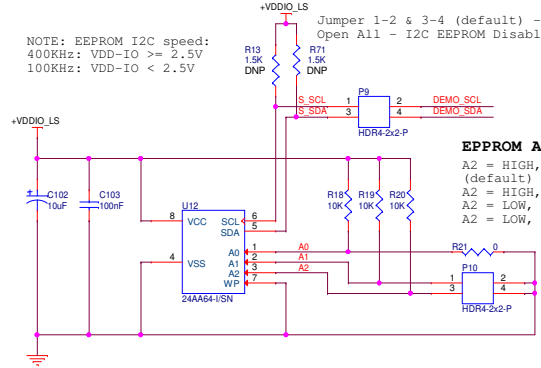 +VDDIO_LS
Jumper 1-2 & 3-4 (default) -
Open All - I2C EEPROM Disabl
NOTE: EEPROM I2C speed:
400KHz: VDD-IO >= 2.5V
100KHz: VDD-IO < 2.5V
R13
1.5K
DNP
R71
1.5K
DNP
P9
S_SCL
1
2
DEMO_SCL
S_SDA
3
4
DEMO_SDA
HDR4-2x2-P
+VDDIO_LS
EPPROM A
A2 = HIGH,
(default)
A2 = HIGH,
A2 = LOW,
A2 = LOW,
C102
10uF
C103
100nF
U12
8
VCC
SCL
6
SDA
5
4
VSS
A0
1
A0
A1
2
A1
A2
3
A2
WP
7
24AA64-I/SN
R18
10K
R19
10K
R20
10K
R21
0
P10
1
2
3
4
HDR4-2x2-P